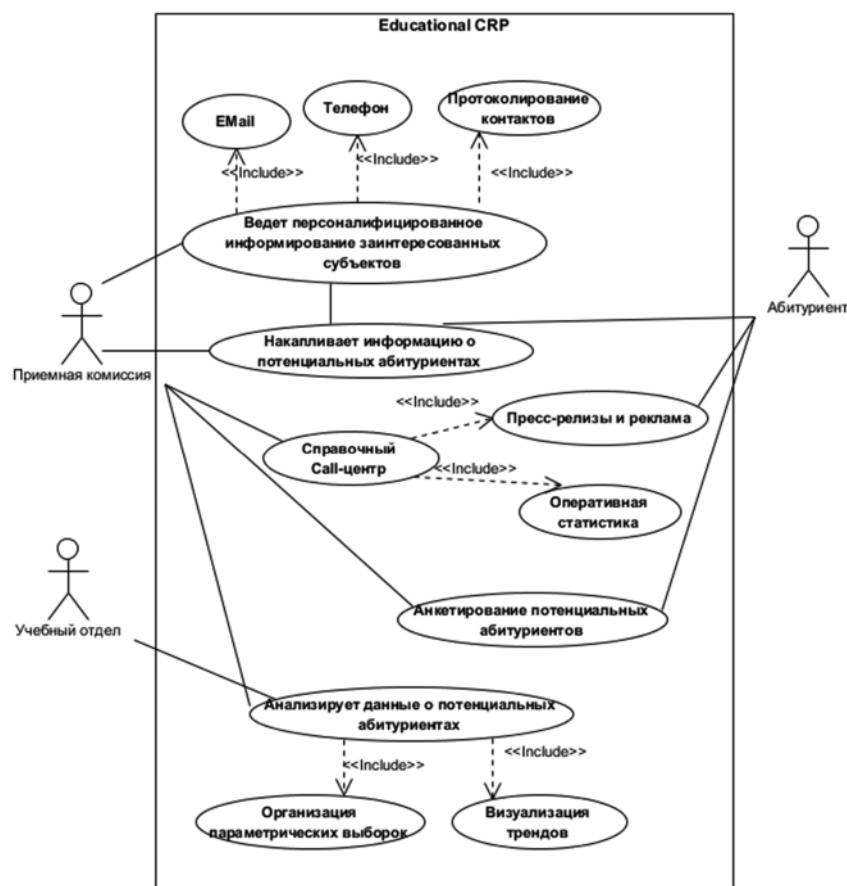 Educational CRP
EMail
Телефон
Протоколирование
контактов
<<Include>>
<<Include>>
<<Include>>
Ведет персоналифицированное
информирование заинтересованных
субъектов
Абитуриент
Накапливает информацию о
потенциальных абитуриентах
Приемная комиссия
<<Include>>
Пресс-релизы и реклама
Справочный
Call-центр
<<Include>>
Оперативная
статистика
Анкетирование потенциальных
абитуриентов
Учебный отдел
Анализирует данные о потенциальных
абитуриентах
<<Include>>
<<Include>>
Организация
параметрических выборок
Визуализация
трендов